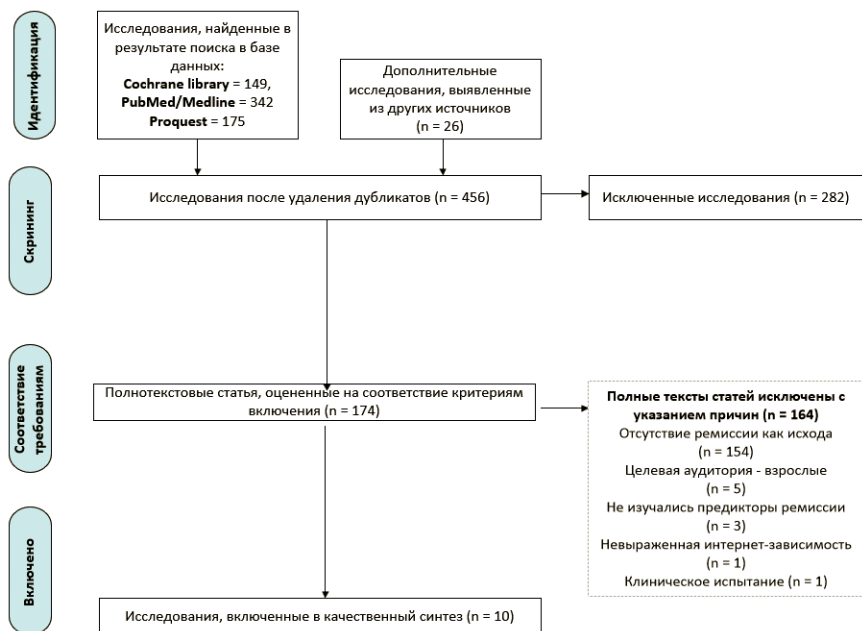 Идентификация
Исследования, найденные в
результате поиска в базе
данных:
Cochrane library = 149,
PubMed/Medline = 342
Proquest = 175
Дополнительные
исследования, выявленные
из других источников
(n = 26)
Скрининг
Исследования после удаления дубликатов (n = 456)
Исключенные исследования (n = 282)
Соответствие
требованиям
Полнотекстовые статья, оцененные на соответствие критериям
включения (n = 174)
Полные тексты статей исключены с
указанием причин (n = 164)
Отсутствие ремиссии как исхода
(n = 154)
Целевая аудитория - взрослые
(n = 5)
Не изучались предикторы ремиссии
(n = 3)
Невыраженная интернет-зависимость
(n = 1)
Клиническое испытание (n = 1)
Включено
Исследования, включенные в качественный синтез (n = 10)